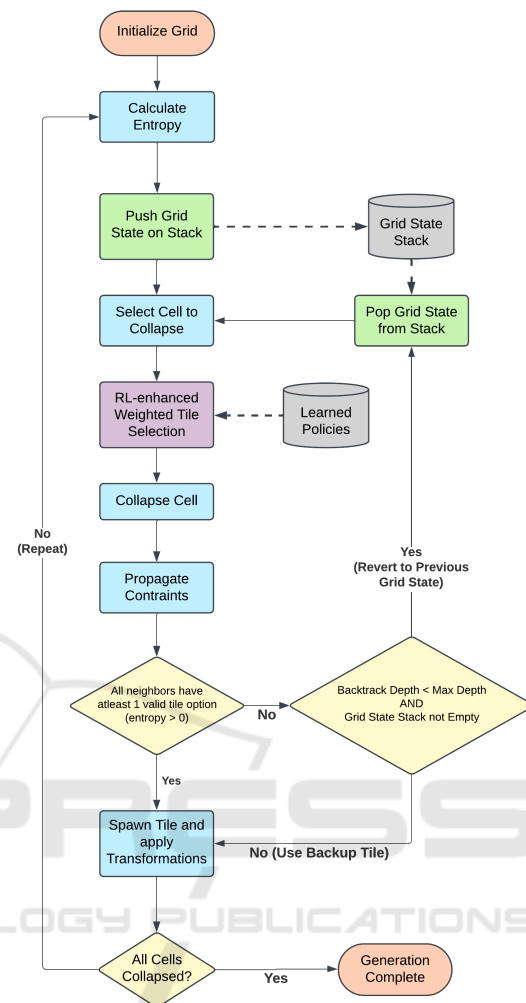 Initialize Grid
Calculate
Entropy
Push Grid
State on Stack
Grid State
Stack
Select Cell to
Collapse
Pop Grid State
from Stack
RL-enhanced
Weighted Tile
Selection
Learned
Policies
Collapse Cell
No
(Repeat)
Yes
(Revert to Previous
Grid State)
Propagate
Contraints
All neighbors have
atleast 1 valid tile option
(entropy > 0)
No
Backtrack Depth < Max Depth
AND
Grid State Stack not Empty
Yes
Spawn Tile and
apply
Transformations
No (Use Backup Tile)
All Cells
Collapsed?
Yes
Generation
Complete
PRESS
LOGY PUBLICATIONS